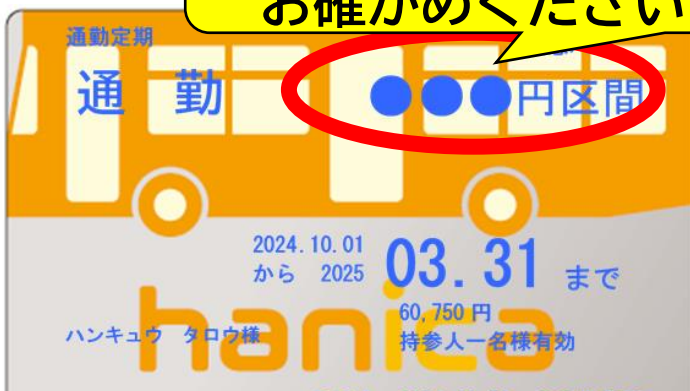 お確かめください
通勤定期
通 勤
●●●円区間
2024.10.01
から 2025 03.31 まで
60,750 円
ハンキュウ タロウ様 持参人一名様有効
hanica